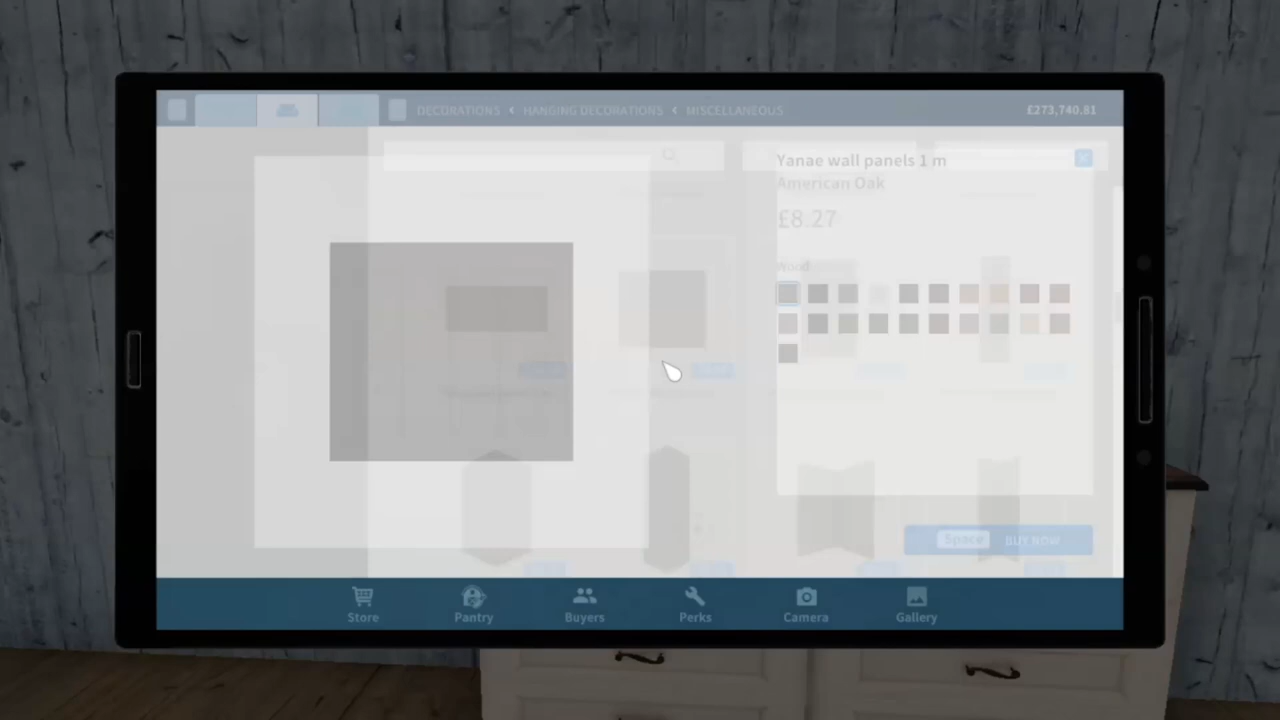 DECORATIONS < HANGING DECORATIONS < MISCELLANEOUS
£273,740.81
Yanae wall panels 1 m
American Oak
£8.27
Wood
Space BUY NOW
Store Pantry Buyers Perks Camera Gallery